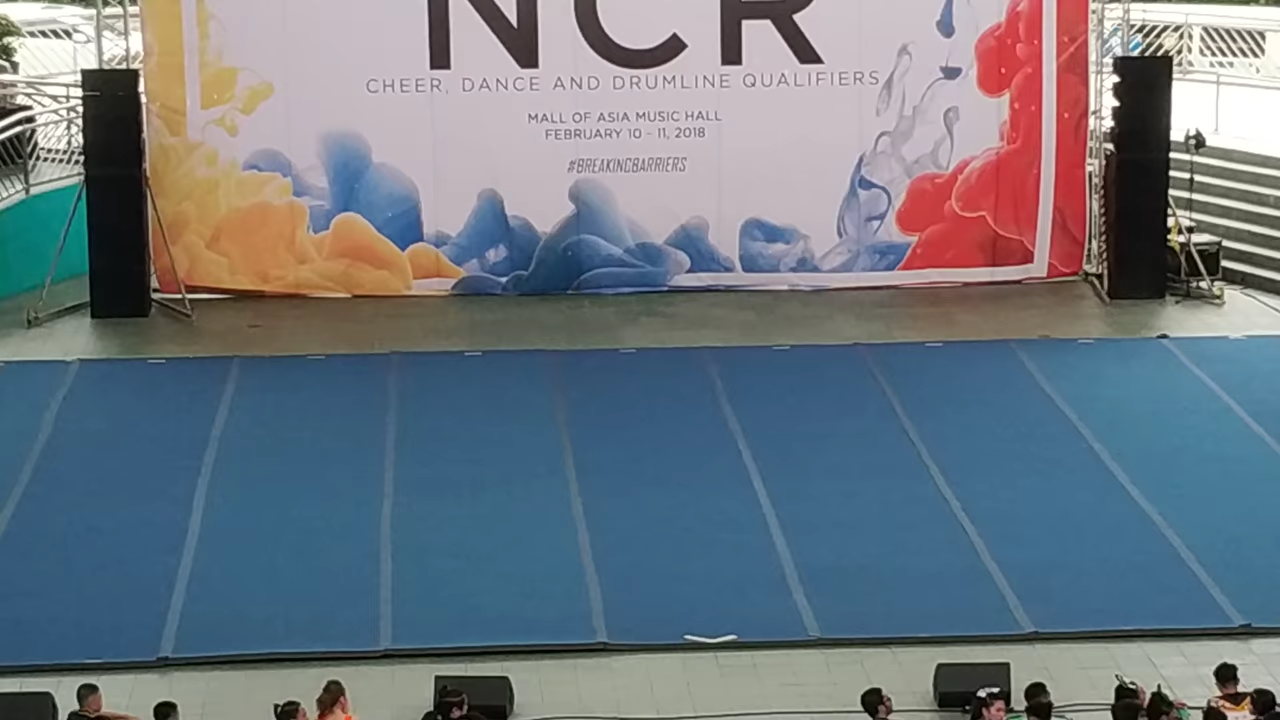 NCR
CHEER, DANCE AND DRUMLINE QUALIFIERS
MALL OF ASIA MUSIC HALL
FEBRUARY 10 - 11, 2018
#BREAKINGBARRIERS